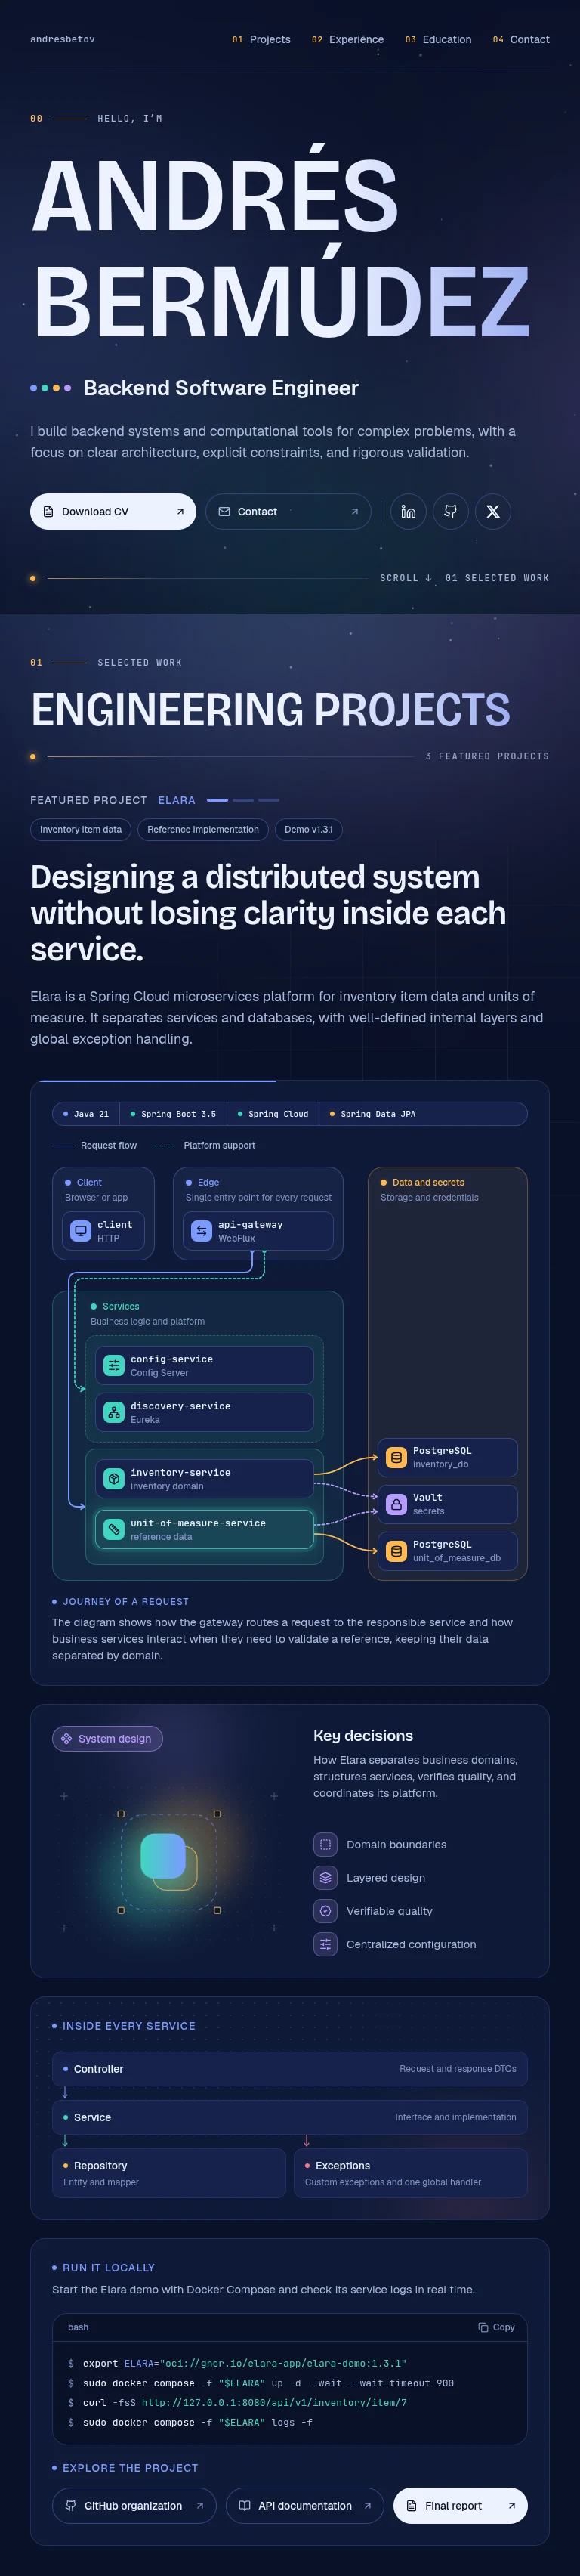 andresbetov
01 Projects 02 Experience 03 Education 04 Contact
00 HELLO, I'M
ANDRÉS
BERMÚDEZ
Backend Software Engineer
I build backend systems and computational tools for complex problems, with a
focus on clear architecture, explicit constraints, and rigorous validation.
Download CV
Contact
SCROLL ↓ 01 SELECTED WORK
01 SELECTED WORK
ENGINEERING PROJECTS
3 FEATURED PROJECTS
FEATURED PROJECT ELARA
Inventory item data
Reference implementation
Demo v1.3.1
Designing a distributed system
without losing clarity inside each
service.
Elara is a Spring Cloud microservices platform for inventory item data and units of
measure. It separates services and databases, with well-defined internal layers and
global exception handling.
Java 21
Spring Boot 3.5
Spring Cloud
Spring Data JPA
Request flow
Platform support
Client
Browser or app
client
HTTP
Edge
Single entry point for every request
api-gateway
WebFlux
Data and secrets
Storage and credentials
Services
Business logic and platform
config-service
Config Server
discovery-service
Eureka
inventory-service
inventory domain
unit-of-measure-service
reference data
PostgreSQL
inventory_db
Vault
secrets
PostgreSQL
unit_of_measure_db
JOURNEY OF A REQUEST
The diagram shows how the gateway routes a request to the responsible service and how
business services interact when they need to validate a reference, keeping their data
separated by domain.
System design
Key decisions
How Elara separates business domains,
structures services, verifies quality, and
coordinates its platform.
Domain boundaries
Layered design
Verifiable quality
Centralized configuration
INSIDE EVERY SERVICE
Controller
Request and response DTOs
Service
Interface and implementation
Repository
Entity and mapper
Exceptions
Custom exceptions and one global handler
RUN IT LOCALLY
Start the Elara demo with Docker Compose and check its service logs in real time.
bash
Copy
$ export ELARA="oci://ghcr.io/elara-app/elara-demo:1.3.1"
$ sudo docker compose -f "$ELARA" up -d --wait --wait-timeout 900
$ curl -fsS http://127.0.0.1:8080/api/v1/inventory/item/7
$ sudo docker compose -f "$ELARA" logs -f
EXPLORE THE PROJECT
GitHub organization
API documentation
Final report